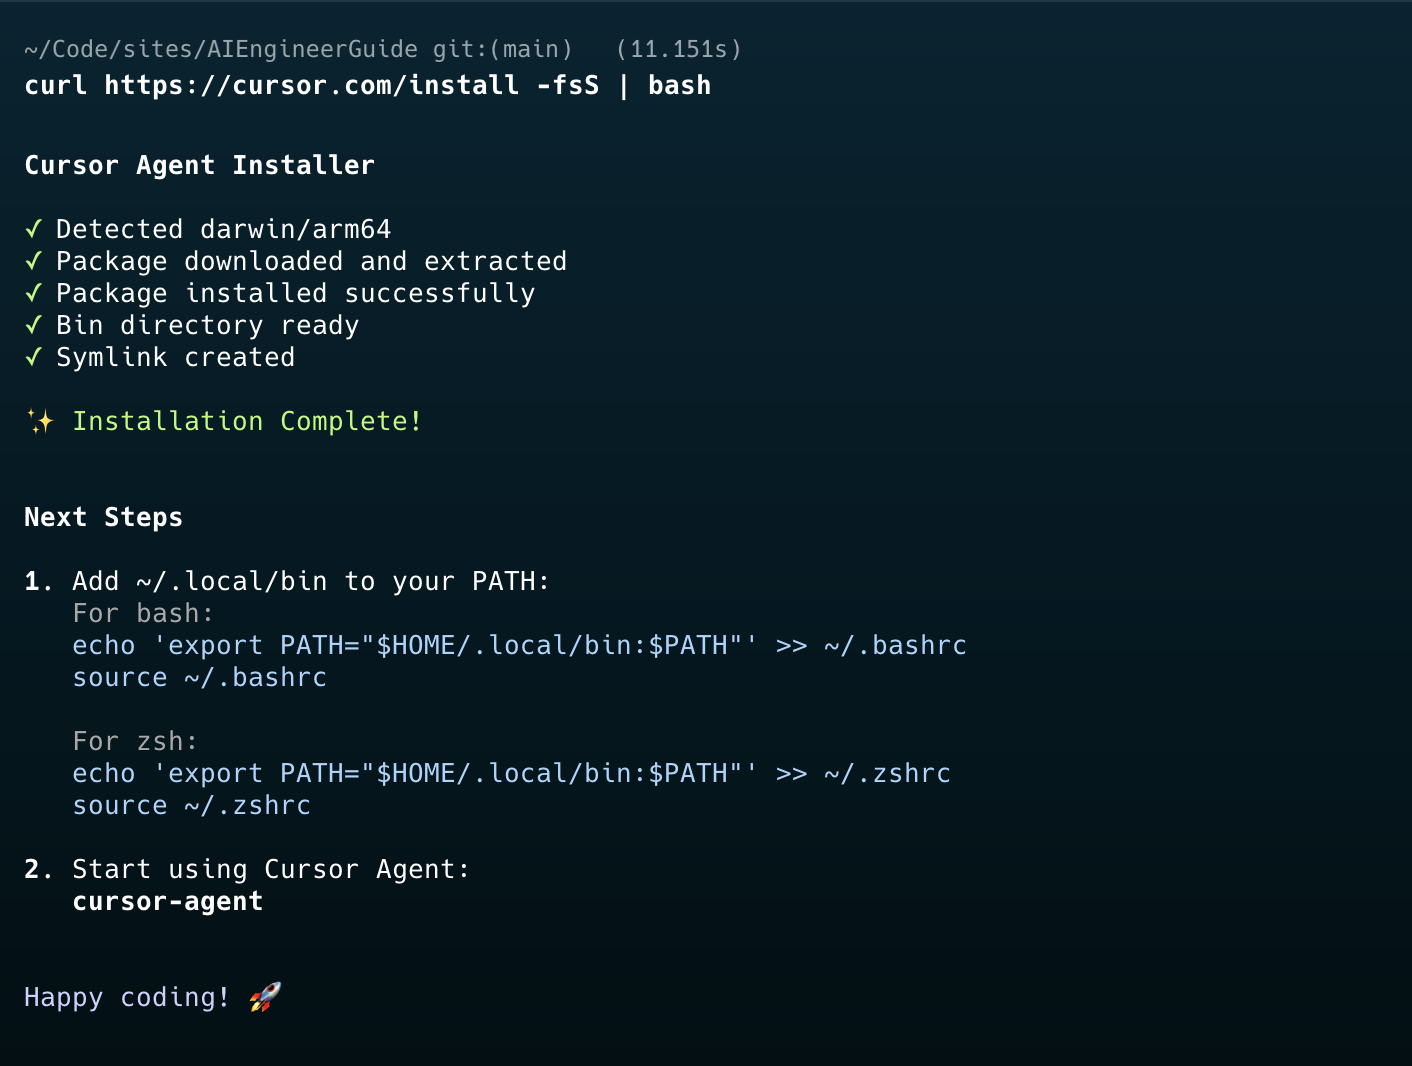 ~/Code/sites/AIEngineerGuide git:(main) (11.151s)
curl https://cursor.com/install -fsS | bash
Cursor Agent Installer
✓ Detected darwin/arm64
✓ Package downloaded and extracted
✓ Package installed successfully
✓ Bin directory ready
✓ Symlink created
✨ Installation Complete!
Next Steps
1. Add ~/.local/bin to your PATH:
For bash:
echo 'export PATH="$HOME/.local/bin:$PATH"' >> ~/.bashrc
source ~/.bashrc
For zsh:
echo 'export PATH="$HOME/.local/bin:$PATH"' >> ~/.zshrc
source ~/.zshrc
2. Start using Cursor Agent:
cursor-agent
Happy coding! 🚀